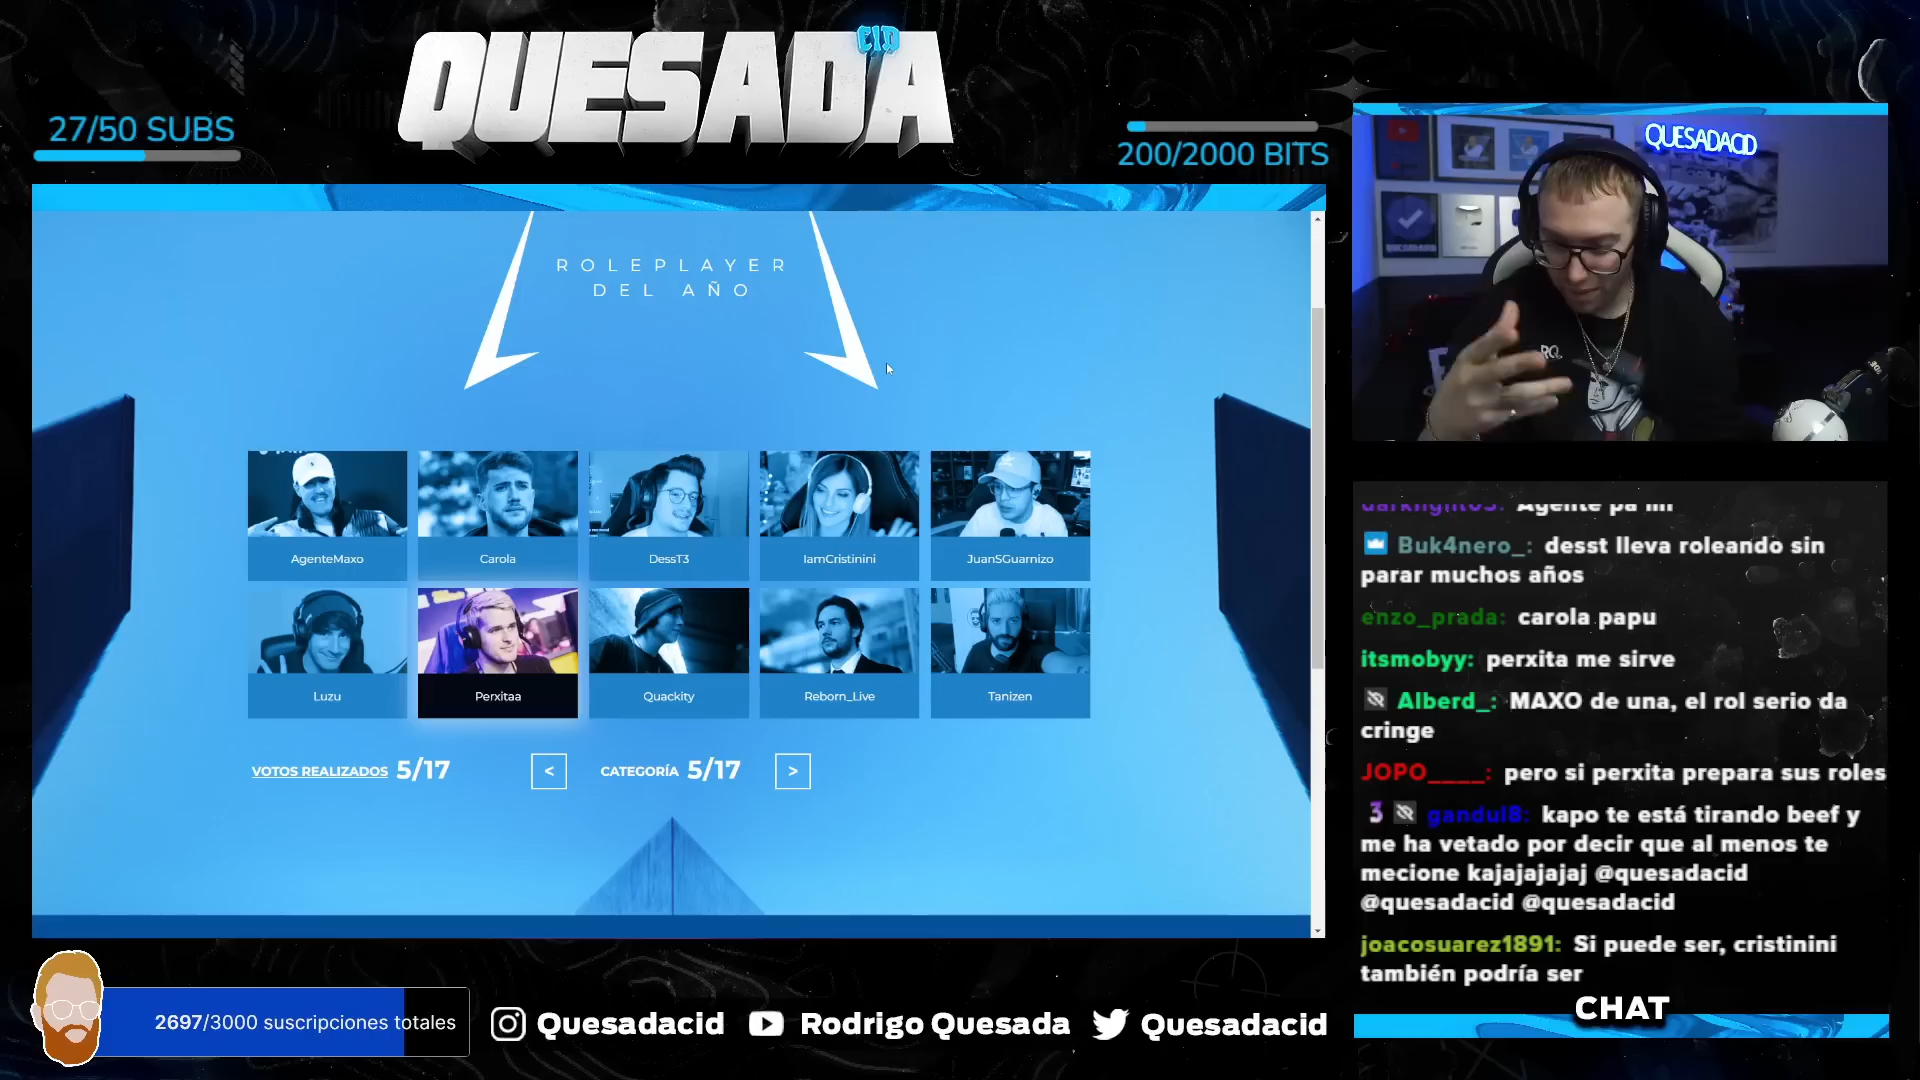 QUESADA
CID
27/50 SUBS
200/2000 BITS
QUESADACID
ROLEPLAYER
DEL AÑO
AgenteMaxo
Carola
DessT3
IamCristinini
JuanSGuarnizo
Luzu
Perxitaa
Quackity
Reborn_Live
Tanizen
VOTOS REALIZADOS 5/17
< CATEGORÍA 5/17 >
darknight03: Agente pa mi
Buk4nero_: desst lleva roleando sin
parar muchos años
enzo_prada: carola papu
itsmobyy: perxita me sirve
Alberd_: MAXO de una, el rol serio da
cringe
JOPO____: pero si perxita prepara sus roles
3 gandul8: kapo te está tirando beef y
me ha vetado por decir que al menos te
mecione kajajajajaj @quesadacid
@quesadacid @quesadacid
joacosuarez1891: Si puede ser, cristinini
también podría ser
CHAT
2697/3000 suscripciones totales
Quesadacid
Rodrigo Quesada
Quesadacid